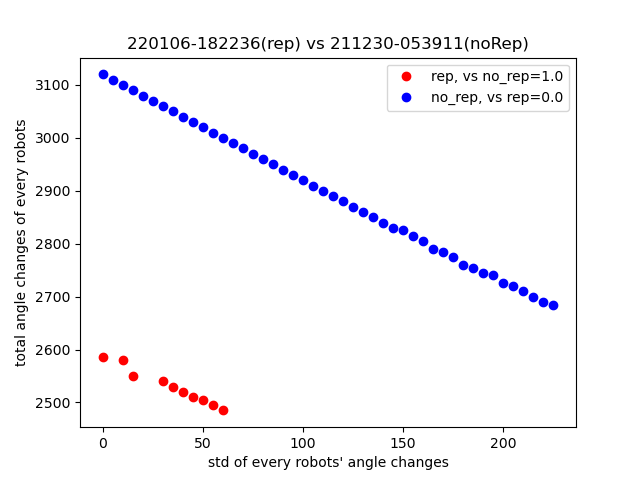 220106-182236(rep) vs 211230-053911(noRep)
rep, vs no_rep=1.0
no_rep, vs rep=0.0
total angle changes of every robots
3100
3000
2900
2800
2700
2600
2500
0 50 100 150 200
std of every robots' angle changes